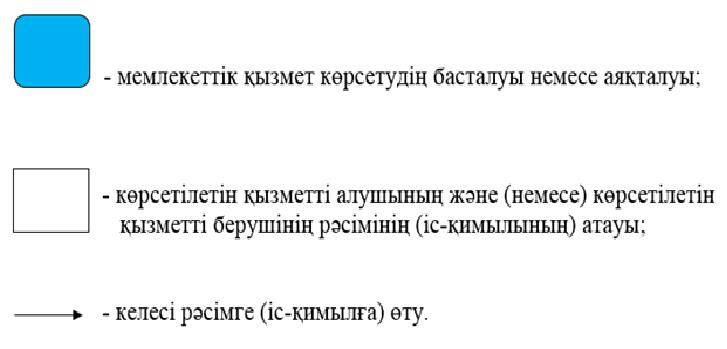 - мемлекеттік қызмет көрсетудің басталуы немесе аяқталуы;
- көрсетілетін қызметті алушының және (немесе) көрсетілетін
қызметті берушінің рәсімінің (іс-қимылының) атауы;
- келесі рәсімге (іс-қимылға) өту.